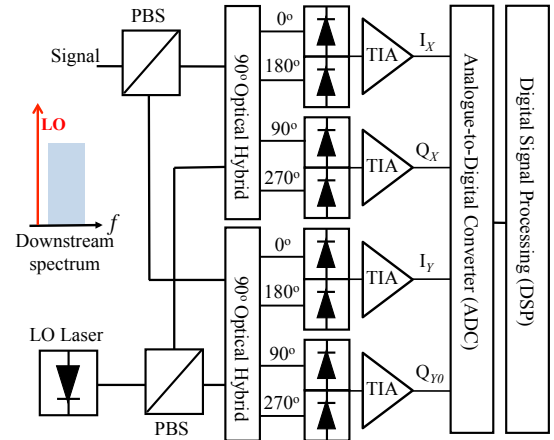 PBS
Signal
LO
f
Downstream
spectrum
LO Laser
PBS
90° Optical Hybrid
90° Optical Hybrid
0°
180°
90°
270°
0°
180°
90°
270°
TIA
TIA
TIA
TIA
I_X
Q_X
I_Y
Q_Y0
Analogue-to-Digital
Converter (ADC)
Digital Signal Processing (DSP)